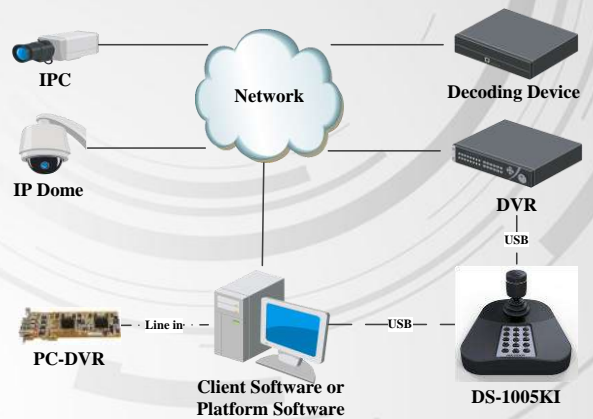 IPC
Network
Decoding Device
IP Dome
DVR
USB
Line in
USB
PC-DVR
Client Software or
Platform Software
DS-1005KI